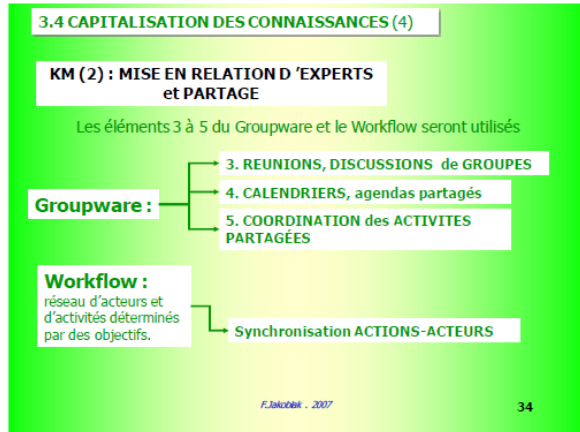 3.4 CAPITALISATION DES CONNAISSANCES (4)
KM (2) : MISE EN RELATION D 'EXPERTS
et PARTAGE
Les éléments 3 à 5 du Groupware et le Workflow seront utilisés
3. REUNIONS, DISCUSSIONS de GROUPES
Groupware :
4. CALENDRIERS, agendas partagés
5. COORDINATION des ACTIVITES
PARTAGÉES
Workflow :
réseau d'acteurs et
d'activités déterminés
par des objectifs.
Synchronisation ACTIONS-ACTEURS
F.Jakobiak . 2007
34